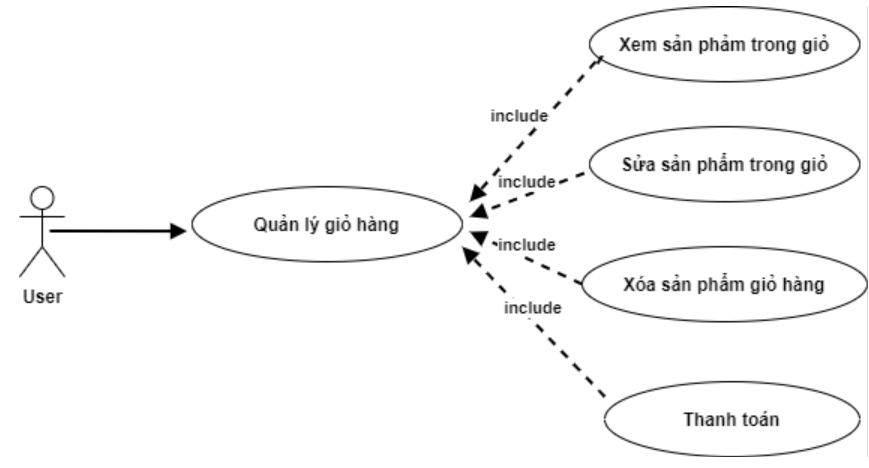 Xem sản phảm trong giỏ
include
Sửa sản phẩm trong giỏ
include
Quản lý giỏ hàng
include
Xóa sản phẩm giỏ hàng
User
include
Thanh toán